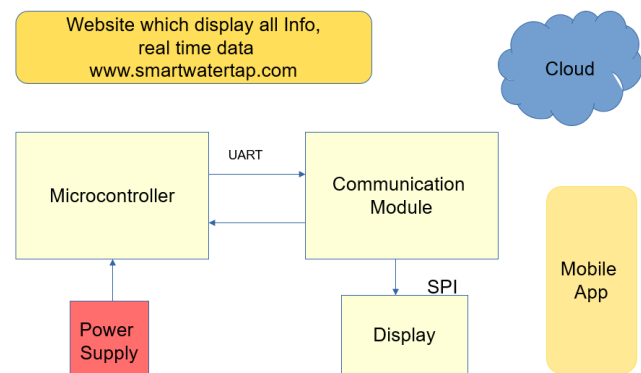 Website which display all Info,
real time data
www.smartwatertap.com
Cloud
UART
Microcontroller
Communication
Module
SPI
Mobile
App
Power
Supply
Display